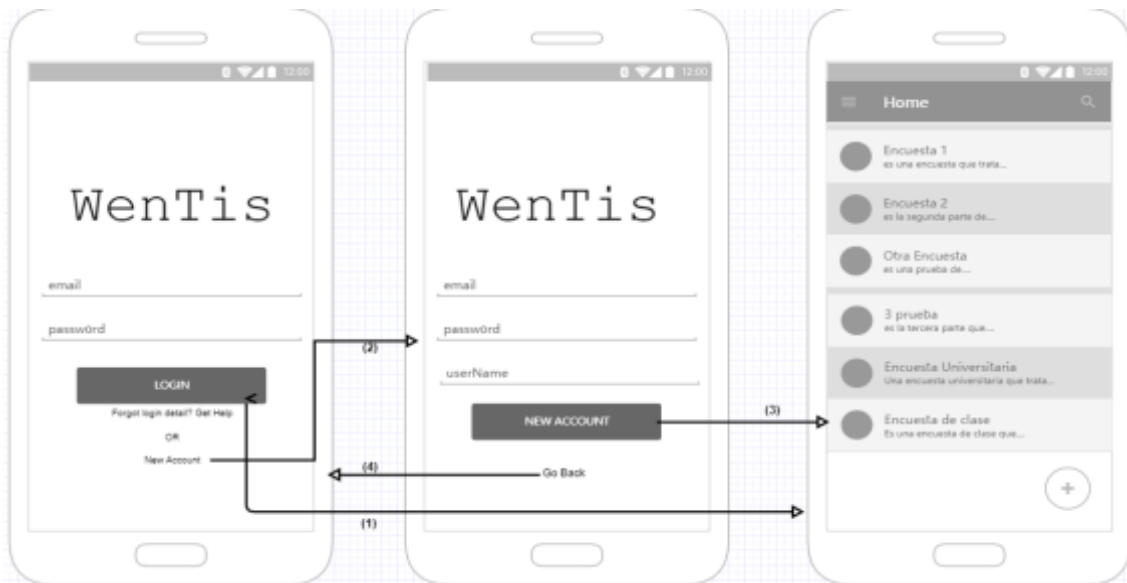 12:00
WenTis
email
passw0rd
LOGIN
Forgot login detail? Get Help
OR
New Account
(2)
(4)
(1)
12:00
WenTis
email
passw0rd
userName
NEW ACCOUNT
Go Back
(3)
12:00
Home
Encuesta 1
es una encuesta que trata...
Encuesta 2
es la segunda parte de....
Otra Encuesta
es una prueba de...
3 prueba
es la tercera parte que....
Encuesta Universitaria
Una encuesta universitaria que trata...
Encuesta de clase
Es una encuesta de clase que...
+